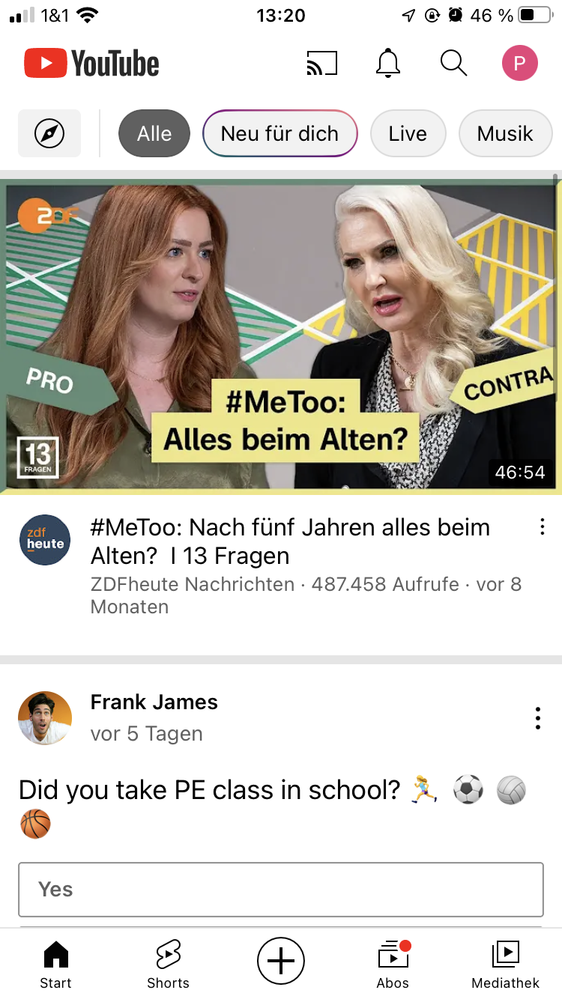 1&1 13:20 46 %
YouTube P
Alle Neu für dich Live Musik
2DF
PRO
CONTRA
#MeToo:
Alles beim Alten?
13
FRAGEN
46:54
zdf
heute
#MeToo: Nach fünf Jahren alles beim
Alten? I 13 Fragen
ZDFheute Nachrichten · 487.458 Aufrufe · vor 8
Monaten
Frank James
vor 5 Tagen
Did you take PE class in school? 🏃‍♀️ ⚽ 🏐
🏀
Yes
Start Shorts Abos Mediathek